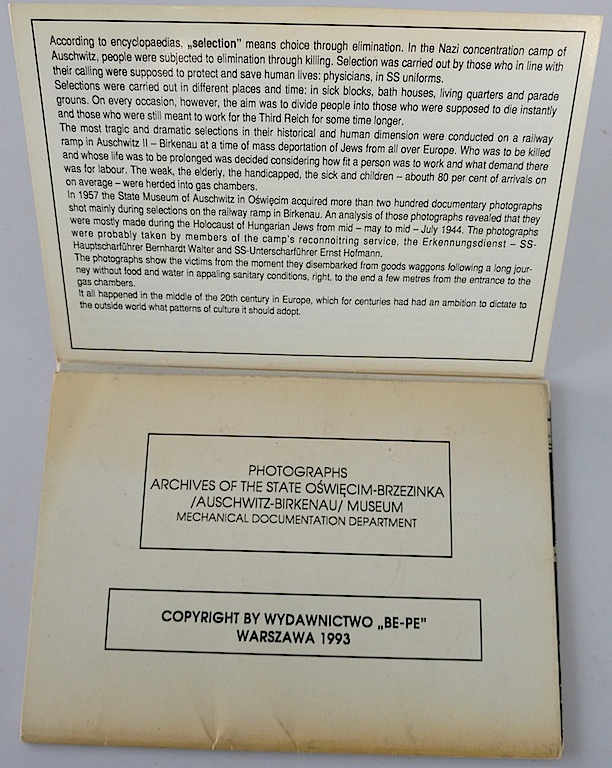 According to encyclopaedias, „selection” means choice through elimination. In the Nazi concentration camp of
Auschwitz, people were subjected to elimination through killing. Selection was carried out by those who in line with
their calling were supposed to protect and save human lives: physicians, in SS uniforms.
Selections were carried out in different places and time: in sick blocks, bath houses, living quarters and parade
grouns. On every occasion, however, the aim was to divide people into those who were supposed to die instantly
and those who were still meant to work for the Third Reich for some time longer.
The most tragic and dramatic selections in their historical and human dimension were conducted on a railway
ramp in Auschwitz II – Birkenau at a time of mass deportation of Jews from all over Europe. Who was to be killed
and whose life was to be prolonged was decided considering how fit a person was to work and what demand there
was for labour. The weak, the elderly, the handicapped, the sick and children – abouth 80 per cent of arrivals on
on average – were herded into gas chambers.
In 1957 the State Museum of Auschwitz in Oświęcim acquired more than two hundred documentary photographs
shot mainly during selections on the railway ramp in Birkenau. An analysis of those photographs revealed that they
were mostly made during the Holocaust of Hungarian Jews from mid – may to mid – July 1944. The photographs
were probably taken by members of the camp's reconnoitring service, the Erkennungsdienst – SS-
Hauptscharführer Bernhardt Walter and SS-Unterscharführer Ernst Hofmann.
The photographs show the victims from the moment they disembarked from goods waggons following a long jour-
ney without food and water in appaling sanitary conditions, right, to the end a few metres from the entrance to the
gas chambers.
It all happened in the middle of the 20th century in Europe, which for centuries had had an ambition to dictate to
the outside world what patterns of culture it should adopt.
PHOTOGRAPHS
ARCHIVES OF THE STATE OŚWIĘCIM-BRZEZINKA
/AUSCHWITZ-BIRKENAU/ MUSEUM
MECHANICAL DOCUMENTATION DEPARTMENT
COPYRIGHT BY WYDAWNICTWO „BE-PE”
WARSZAWA 1993